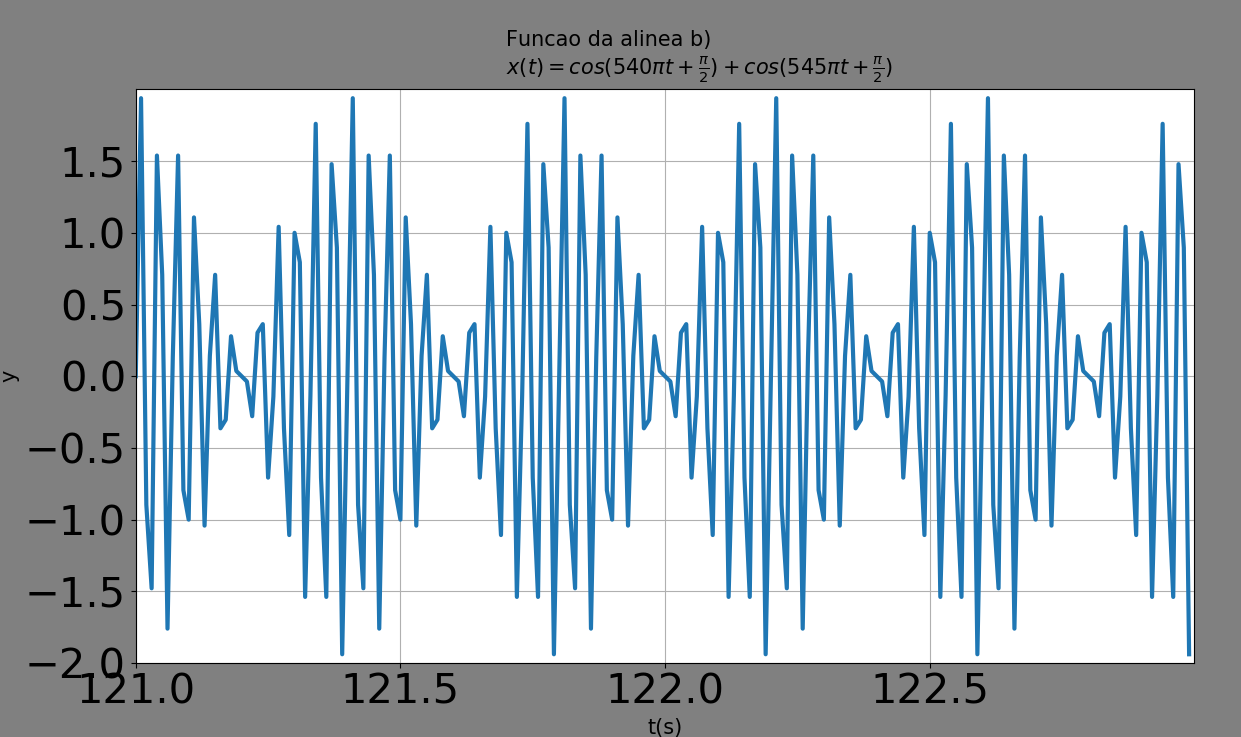 Funcao da alinea b)
x(t) = cos(540πt + π/2) + cos(545πt + π/2)
1.5
1.0
0.5
0.0
−0.5
−1.0
−1.5
−2.0
y
121.0 121.5 122.0 122.5
t(s)